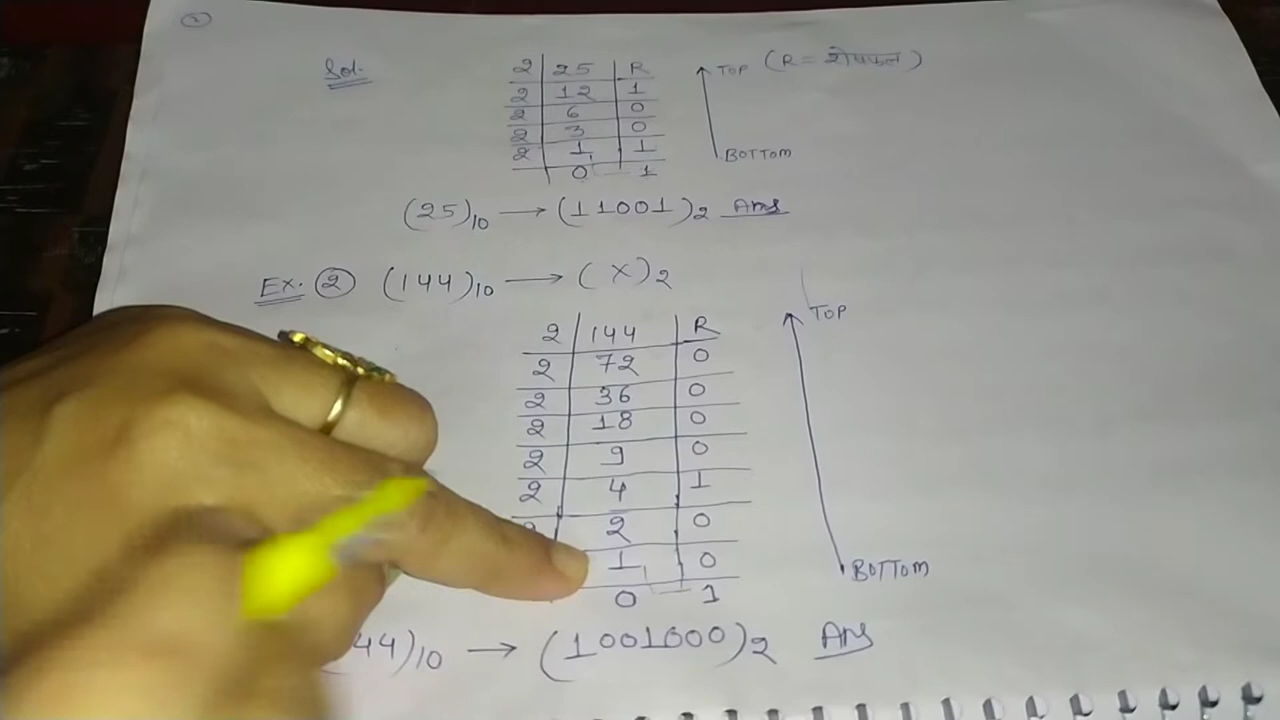 2
Sol.
2 | 25 | R
2 | 12 | 1
2 | 6 | 0
2 | 3 | 0
2 | 1 | 1
0 1
TOP (R = शेषफल)
BOTTOM
(25)10 → (11001)2 Ans
Ex. 2 (144)10 → (X)2
2 | 144 | R
2 | 72 | 0
2 | 36 | 0
2 | 18 | 0
2 | 9 | 0
2 | 4 | 1
2 | 2 | 0
1 | 0
0 1
TOP
BOTTOM
44)10 → (1001000)2 Ans